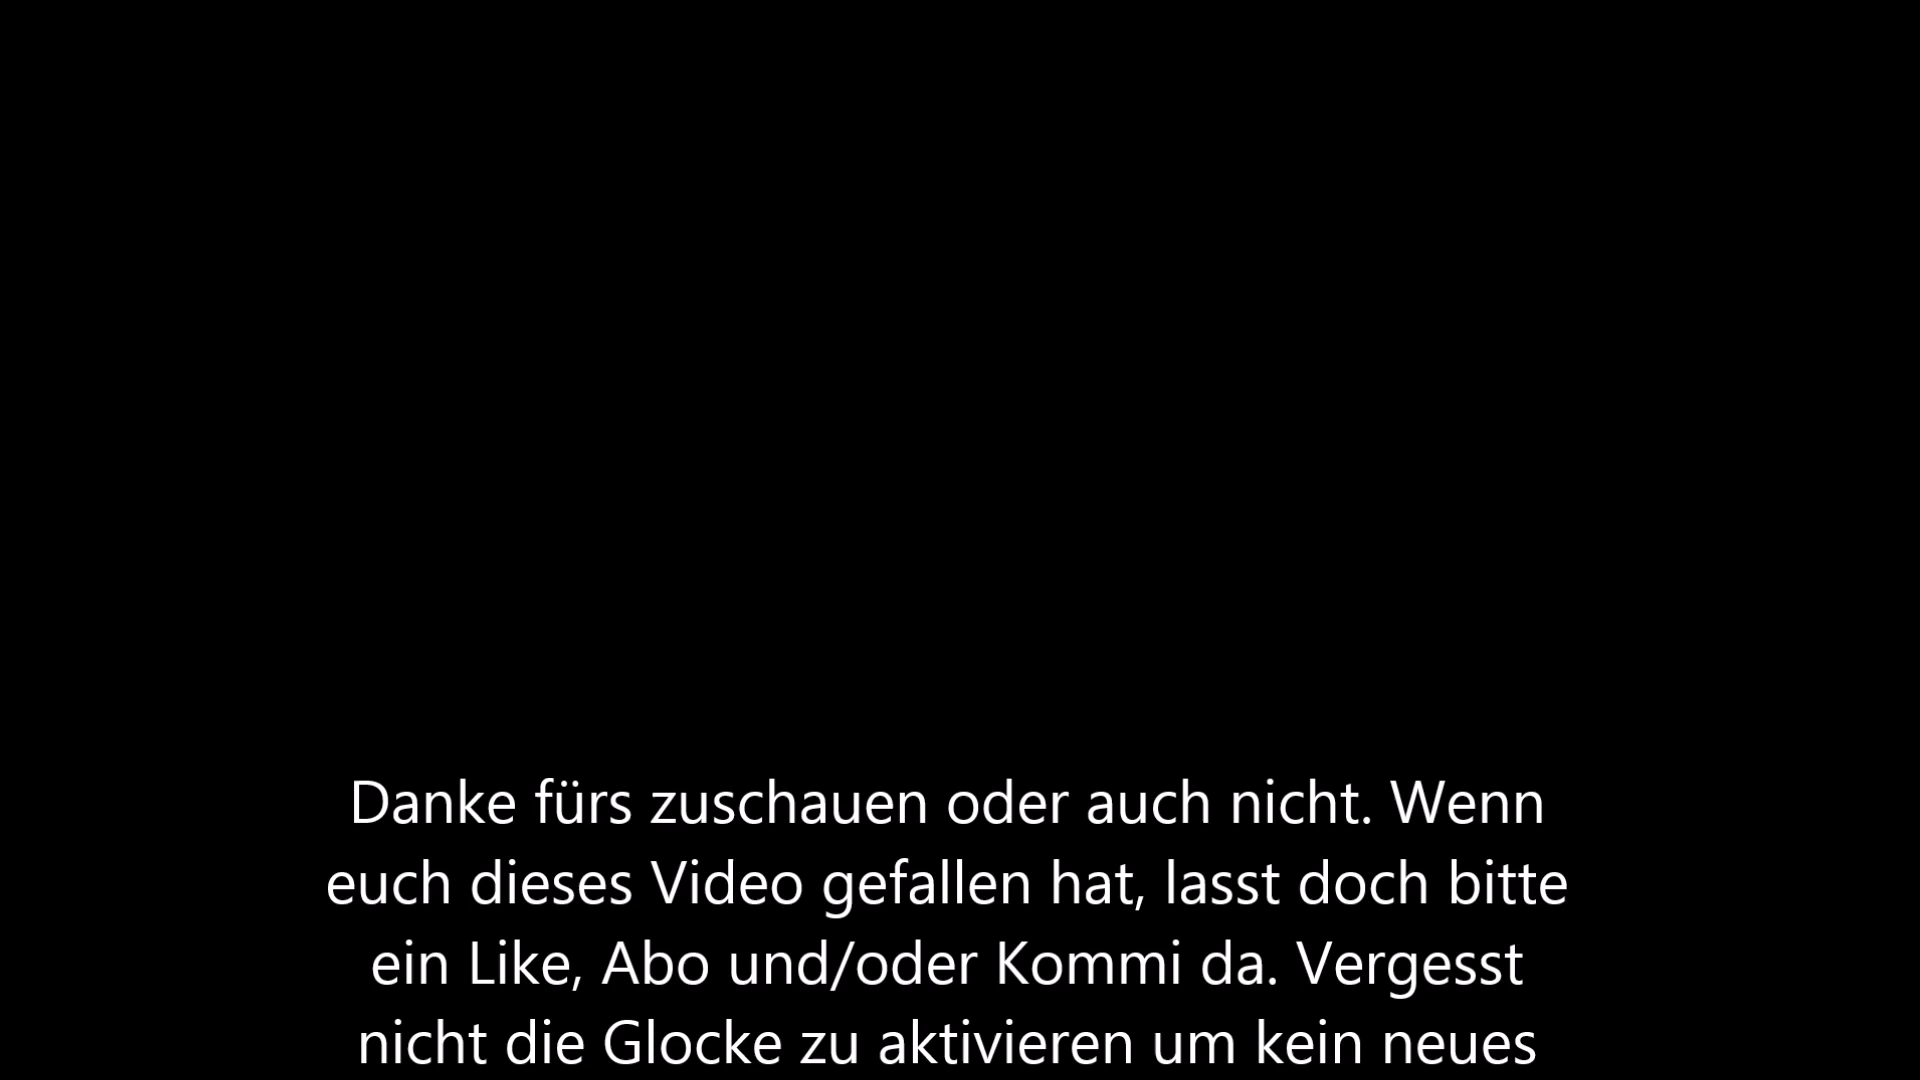 Danke fürs zuschauen oder auch nicht. Wenn
euch dieses Video gefallen hat, lasst doch bitte
ein Like, Abo und/oder Kommi da. Vergesst
nicht die Glocke zu aktivieren um kein neues